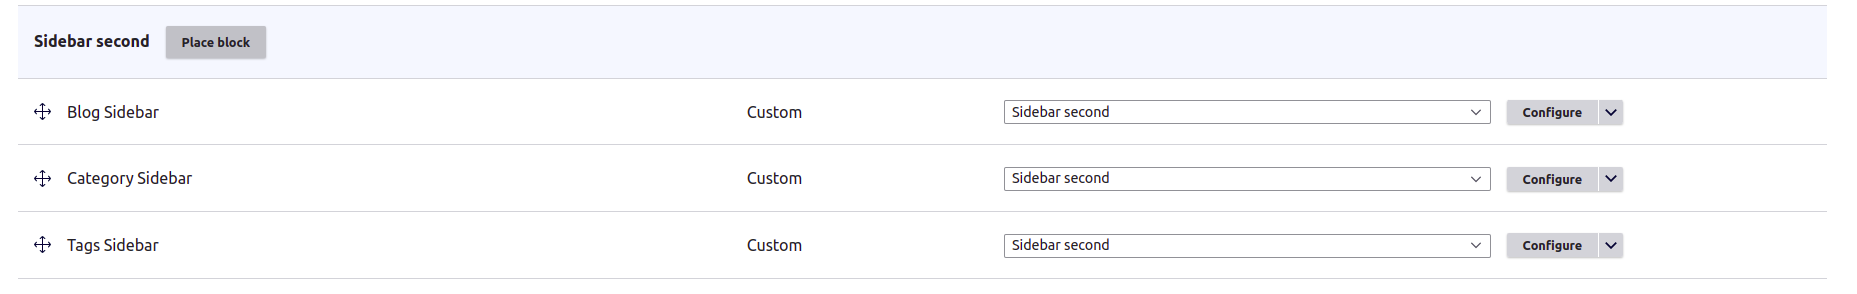 Sidebar second Place block
Blog Sidebar Custom Sidebar second Configure
Category Sidebar Custom Sidebar second Configure
Tags Sidebar Custom Sidebar second Configure